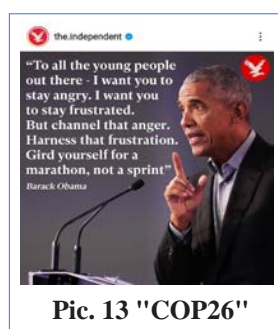 the.independent
“To all the young people
out there - I want you to
stay angry. I want you
to stay frustrated.
But channel that anger.
Harness that frustration.
Gird yourself for a
marathon, not a sprint”
Barack Obama
Pic. 13 "COP26"